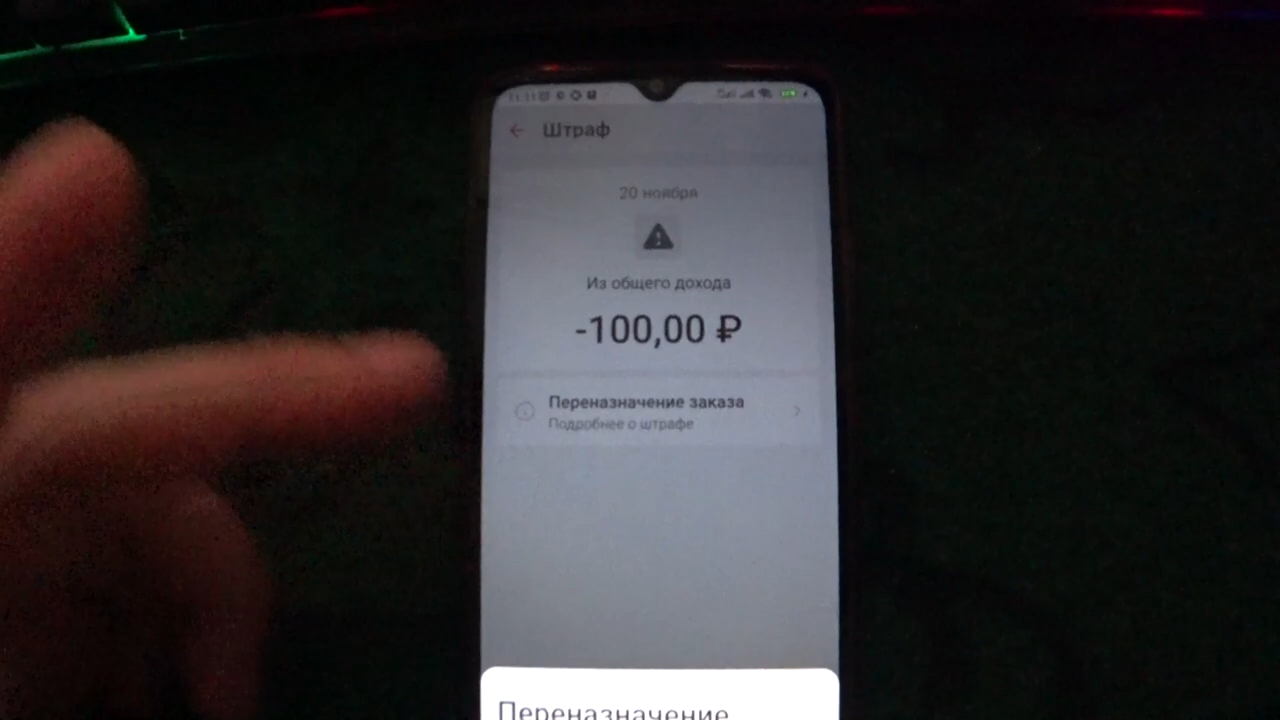 Штраф
20 ноября
Из общего дохода
-100,00 ₽
Переназначение заказа
Подробнее о штрафе
Переназначение